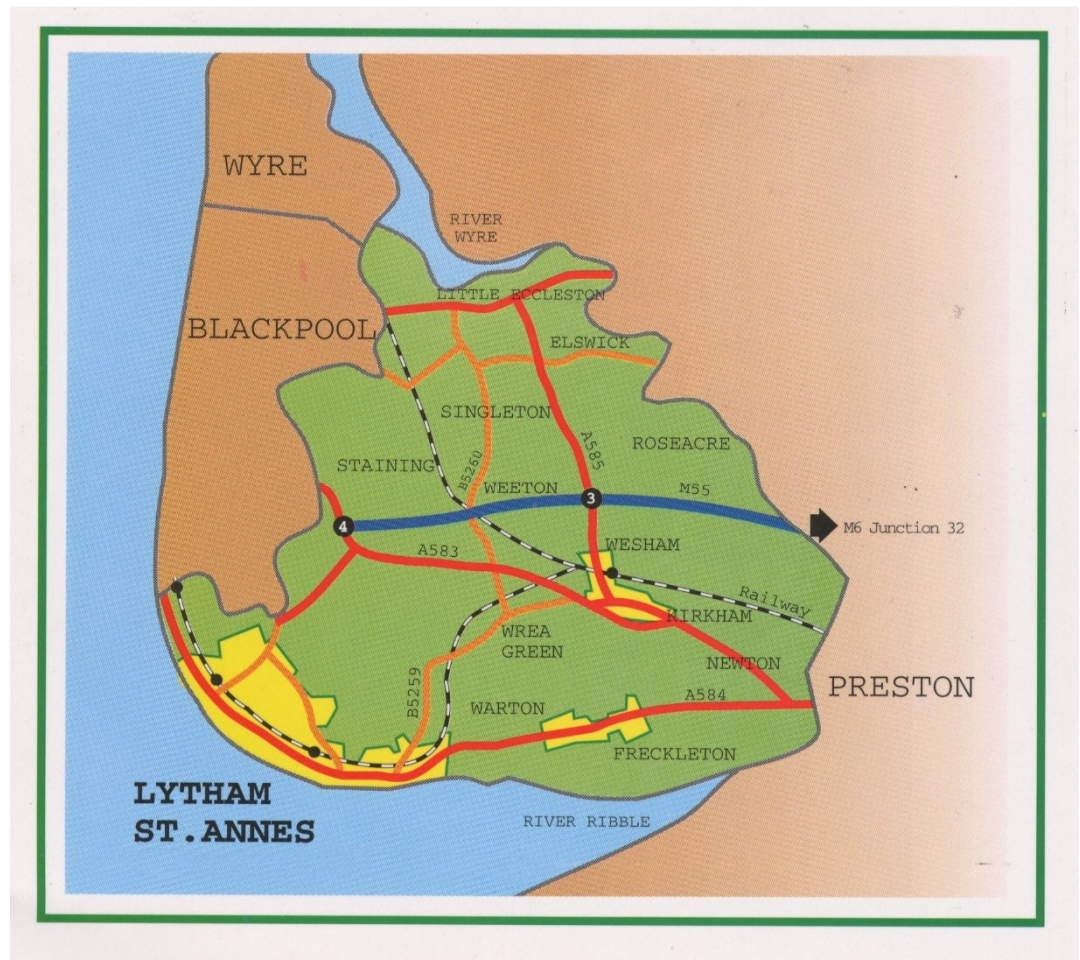 WYRE
RIVER
WYRE
LITTLE ECCLESTON
BLACKPOOL
ELSWICK
SINGLETON
A585
ROSEACRE
STAINING
B5260
WEETON
3
M55
4
M6 Junction 32
A583
WESHAM
Railway
KIRKHAM
WREA
GREEN
NEWTON
PRESTON
B5259
A584
WARTON
FRECKLETON
LYTHAM
ST.ANNES
RIVER RIBBLE